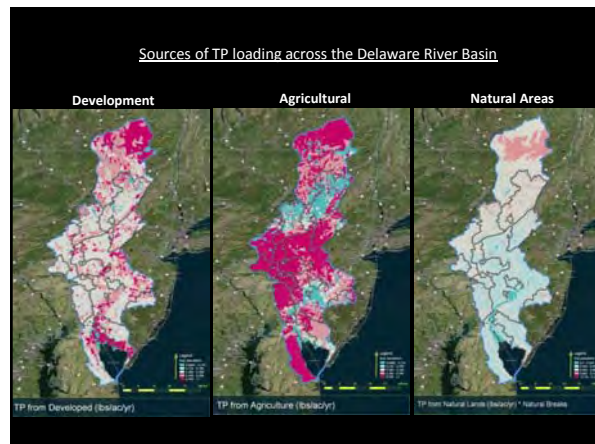 Sources of TP loading across the Delaware River Basin
Development
Agricultural
Natural Areas
TP from Developed (lbs/ac/yr)
TP from Agriculture (lbs/ac/yr)
TP from Natural Lands (lbs/ac/yr) * Natural Breaks